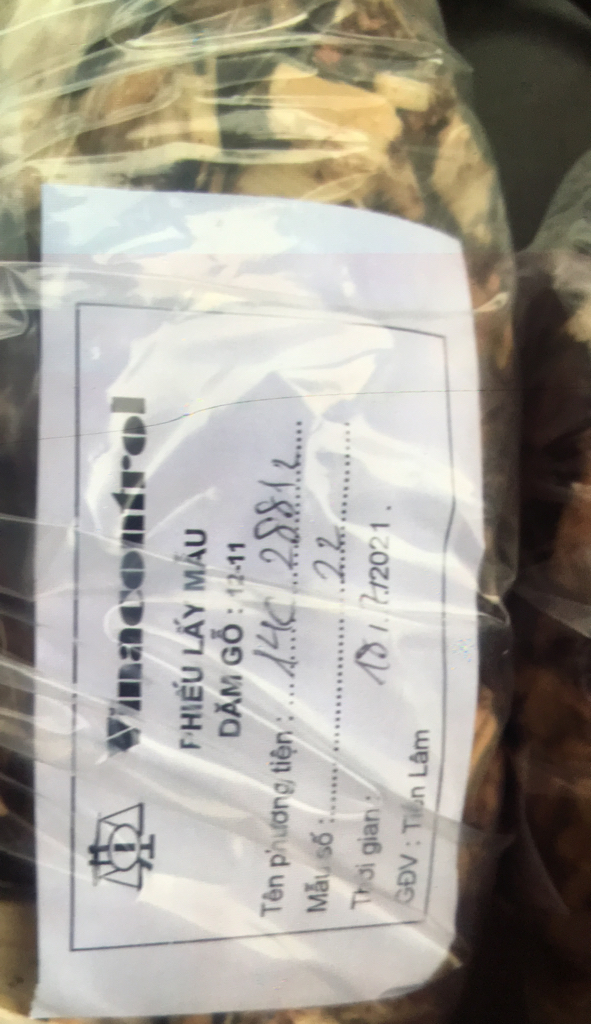 Vinacontrol
PHIẾU LẤY MẪU
DĂM GỖ : 12-11
Tên phương tiện : 14C 28812
Mẫu số : 22
Thời gian : /7/2021.
GĐV : Tiến Lâm